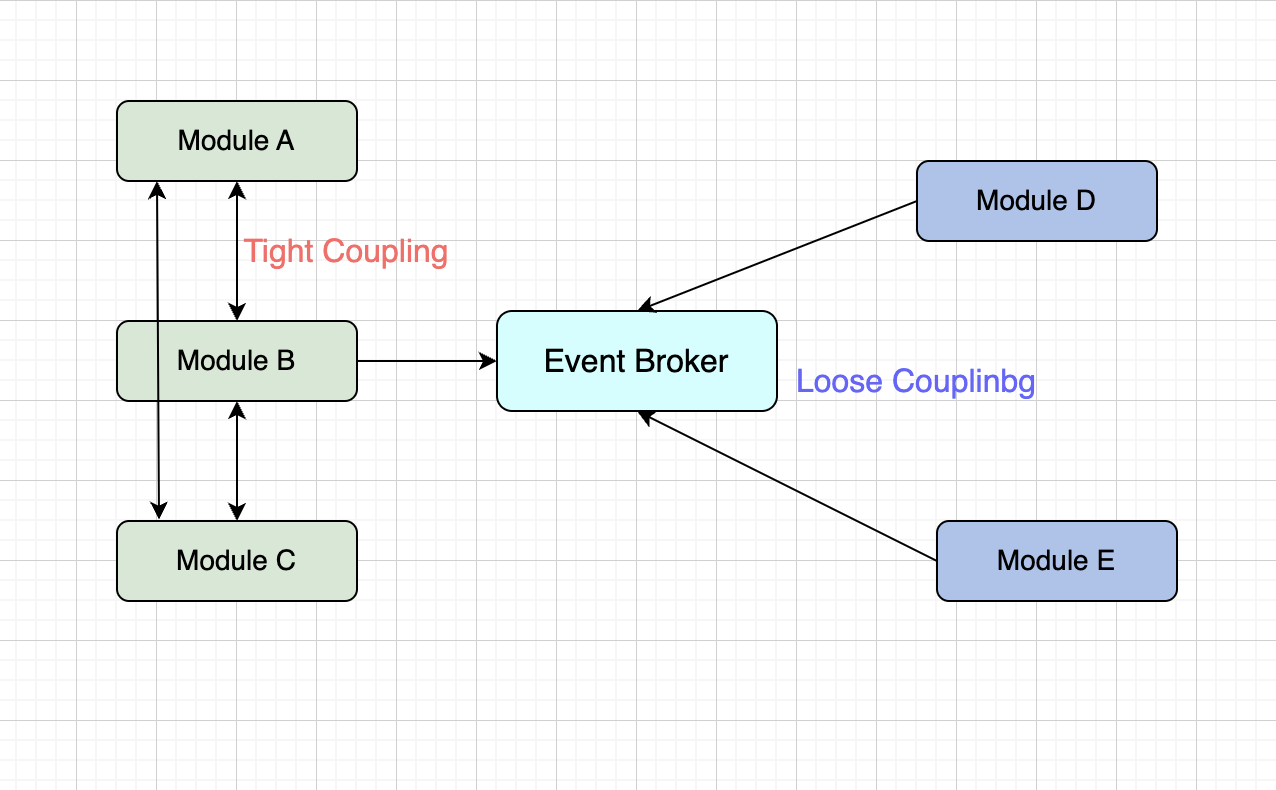 Module A
Module D
Tight Coupling
Module B
Event Broker
Loose Couplinbg
Module C
Module E